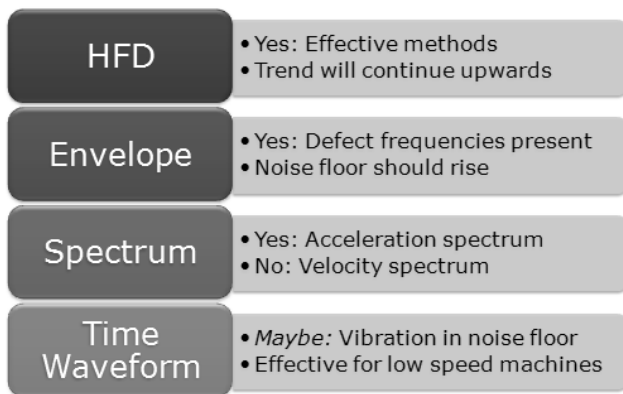 HFD
• Yes: Effective methods
• Trend will continue upwards
Envelope
• Yes: Defect frequencies present
• Noise floor should rise
Spectrum
• Yes: Acceleration spectrum
• No: Velocity spectrum
Time
Waveform
• Maybe: Vibration in noise floor
• Effective for low speed machines